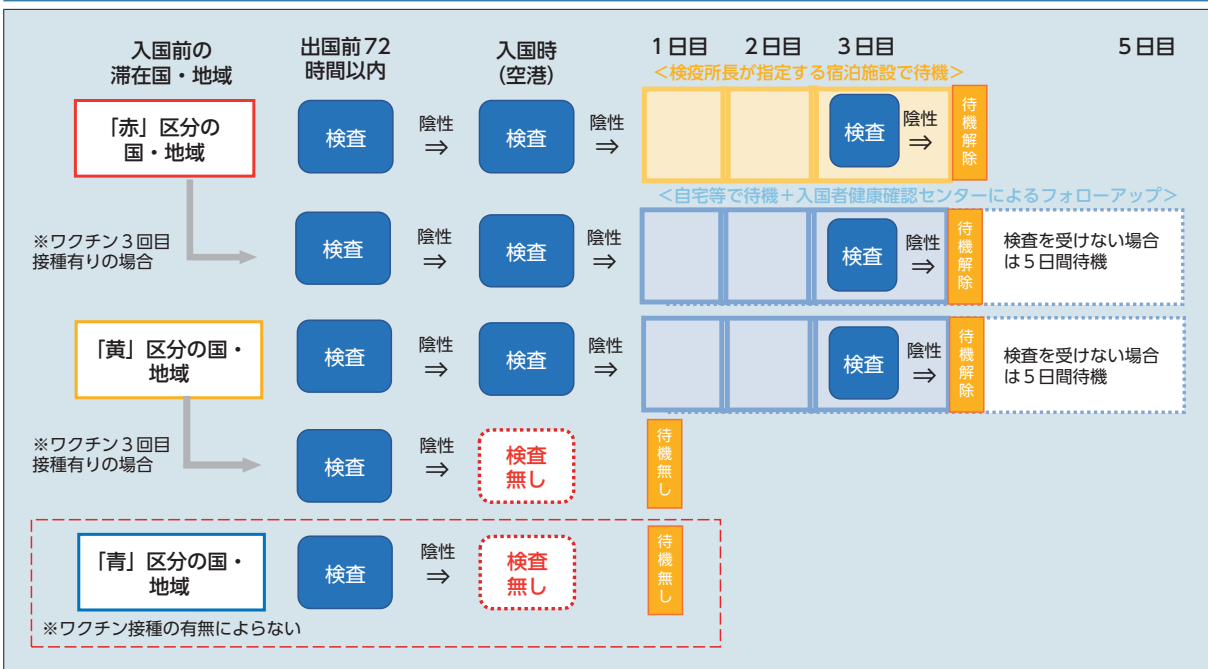 入国前の
滞在国・地域
出国前72
時間以内
入国時
(空港)
1日目
2日目
3日目
5日目
<検疫所長が指定する宿泊施設で待機>
「赤」区分の
国・地域
検査
陰性
⇒
検査
陰性
⇒
検査
陰性
⇒
待機解除
<自宅等で待機+入国者健康確認センターによるフォローアップ>
※ワクチン3回目
接種有りの場合
検査
陰性
⇒
検査
陰性
⇒
検査
陰性
⇒
待機解除
検査を受けない場合
は5日間待機
「黄」区分の国・
地域
検査
陰性
⇒
検査
陰性
⇒
検査
陰性
⇒
待機解除
検査を受けない場合
は5日間待機
※ワクチン3回目
接種有りの場合
検査
陰性
⇒
検査
無し
待機無し
「青」区分の国・
地域
検査
陰性
⇒
検査
無し
待機無し
※ワクチン接種の有無によらない